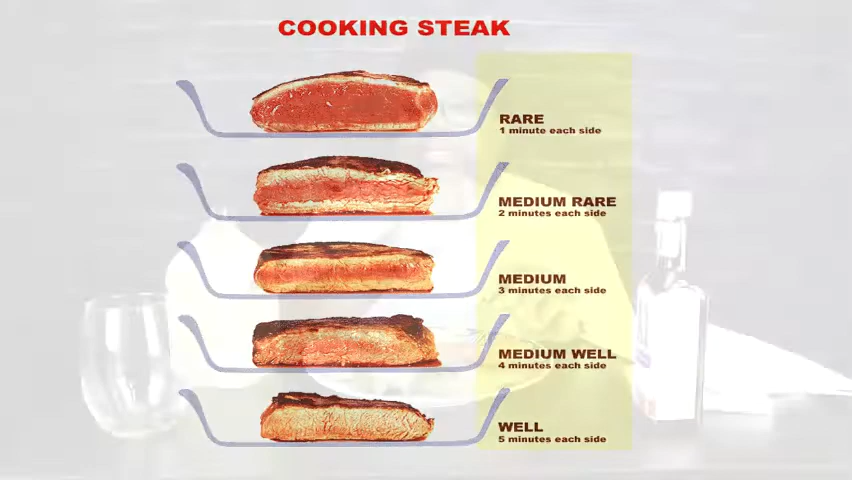 COOKING STEAK
RARE
1 minute each side
MEDIUM RARE
2 minutes each side
MEDIUM
3 minutes each side
MEDIUM WELL
4 minutes each side
WELL
5 minutes each side